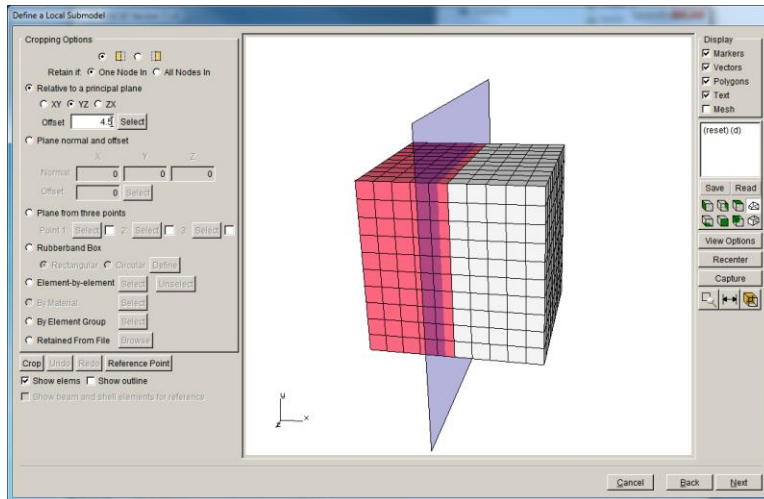 Define a Local Submodel
Cropping Options
Retain if: One Node In All Nodes In
Relative to a principal plane
XY YZ ZX
Offset 4.5 Select
Plane normal and offset
X Y Z
Normal 0 0 0
Offset 0 Select
Plane from three points
Point 1: Select 2: Select 3: Select
Rubberband Box
Rectangular Circular Define
Element-by-element Select Unselect
By Material Select
By Element Group Select
Retained From File Browse
Crop Undo Redo Reference Point
Show elems Show outline
Show beam and shell elements for reference
y
z x
Display
Markers
Vectors
Polygons
Text
Mesh
(reset) (d)
Save Read
View Options
Recenter
Capture
Cancel Back Next